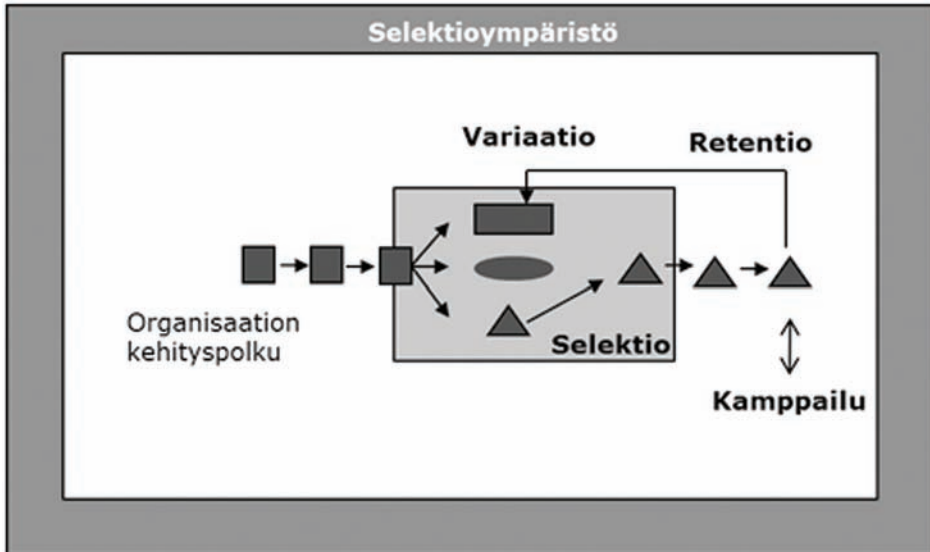 Selektioympäristö
Variaatio
Retentio
Organisaation
kehityspolku
Selektio
Kamppailu